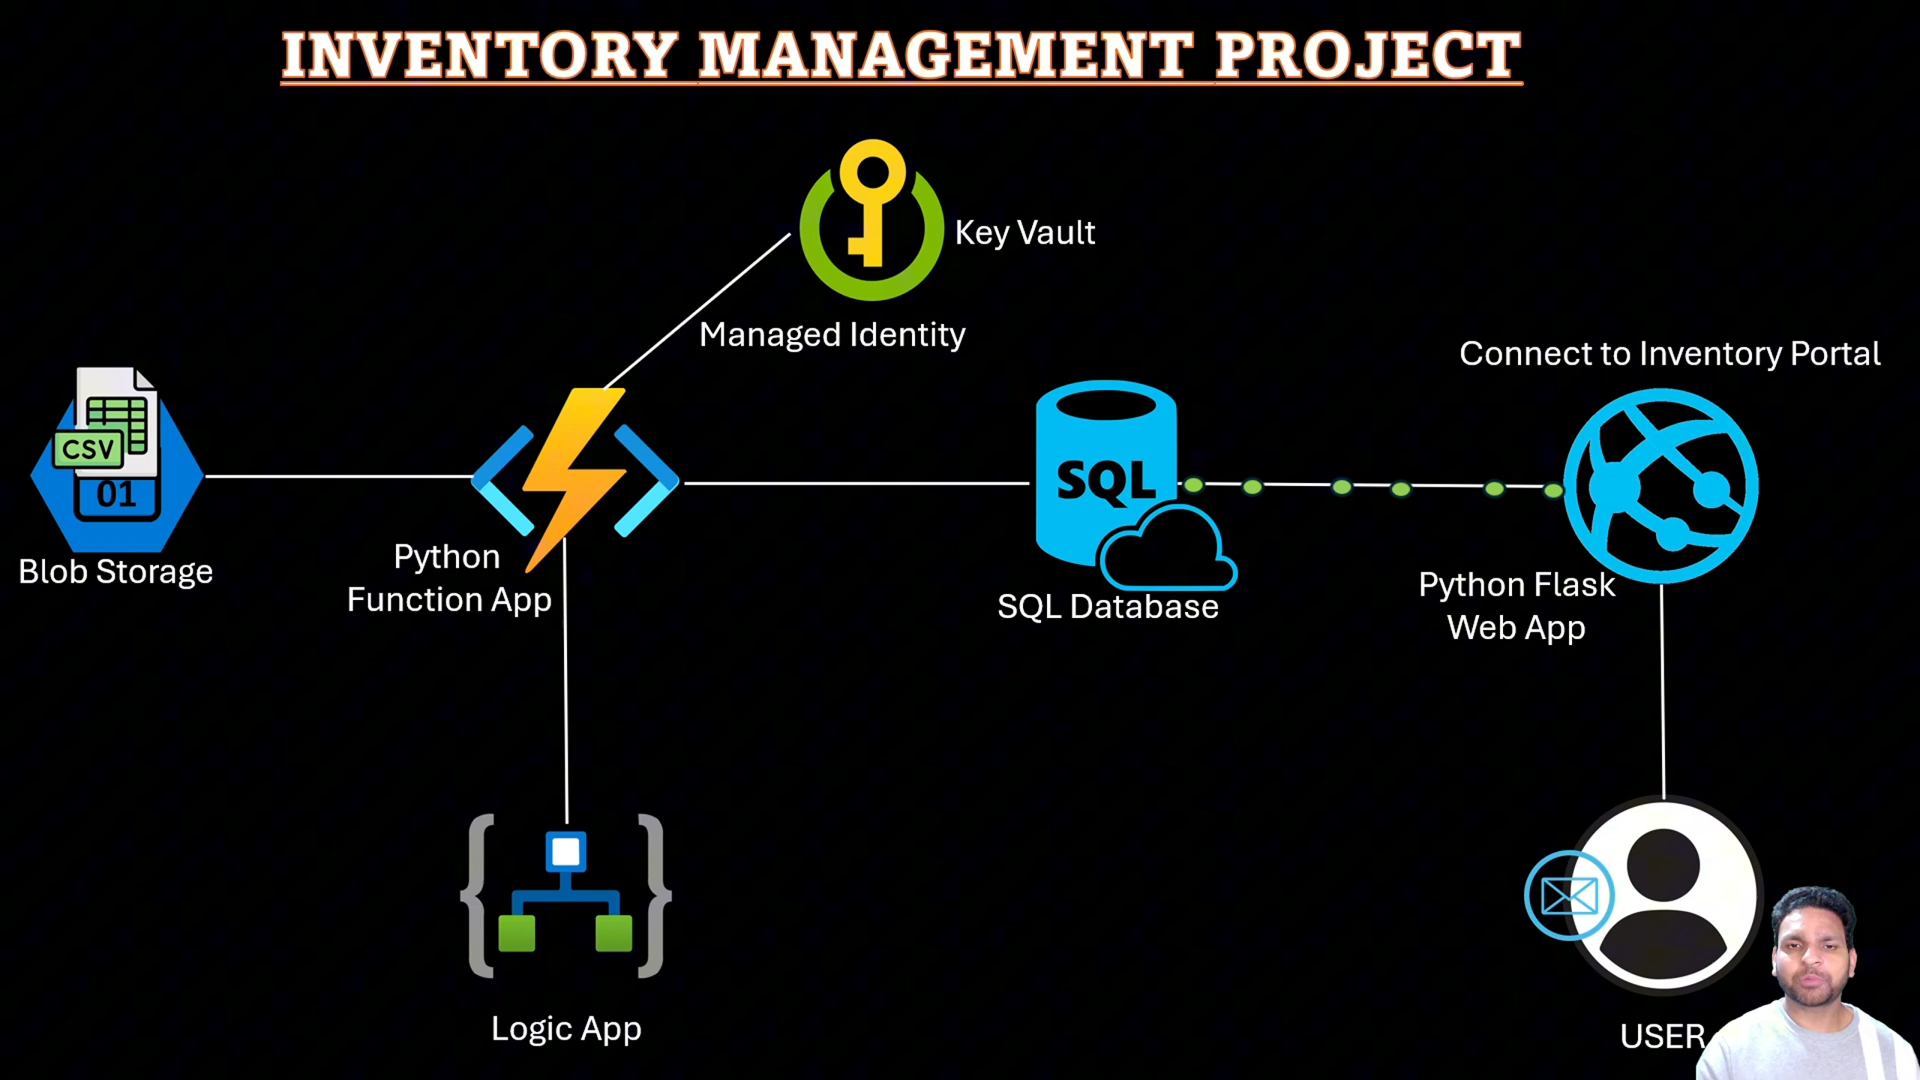 INVENTORY MANAGEMENT PROJECT
Key Vault
Managed Identity
Connect to Inventory Portal
CSV
01
Blob Storage
Python
Function App
SQL
SQL Database
Python Flask
Web App
Logic App
USER